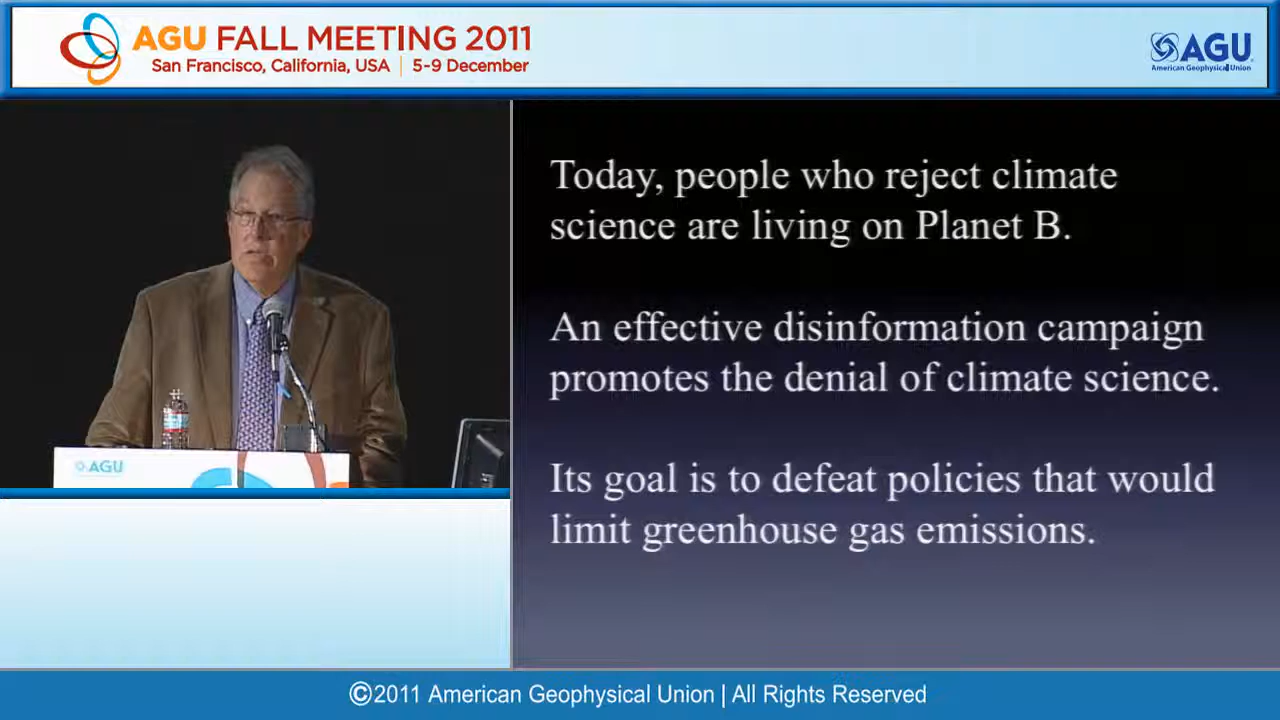 AGU FALL MEETING 2011
San Francisco, California, USA | 5-9 December
AGU
American Geophysical Union
Today, people who reject climate
science are living on Planet B.
An effective disinformation campaign
promotes the denial of climate science.
Its goal is to defeat policies that would
limit greenhouse gas emissions.
AGU
©2011 American Geophysical Union | All Rights Reserved